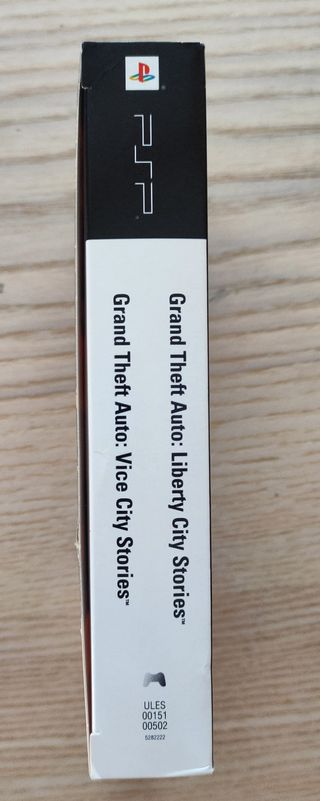 PSP
Grand Theft Auto: Liberty City Stories™
Grand Theft Auto: Vice City Stories™
ULES
00151
00502
5282222